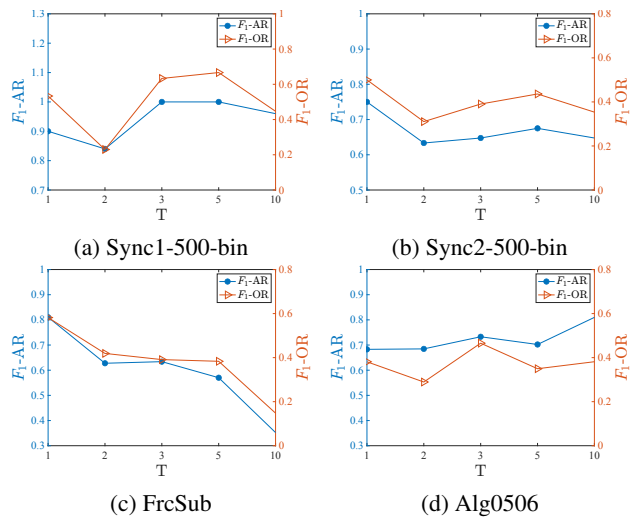 1.3 1
F₁-AR
F₁-OR
1.2 0.8
1.1 0.6
F₁-AR 1 F₁-OR
0.9 0.4
0.8 0.2
0.7 0
1 2 3 5 10
T
(a) Sync1-500-bin
1 0.8
F₁-AR
F₁-OR
0.9 0.6
0.8
F₁-AR 0.4 F₁-OR
0.7
0.6 0.2
0.5 0
1 2 3 5 10
T
(b) Sync2-500-bin
1 0.8
F₁-AR
F₁-OR
0.9
0.8 0.6
0.7
F₁-AR 0.4 F₁-OR
0.6
0.5 0.2
0.4
0.3 0
1 2 3 5 10
T
(c) FrcSub
1 0.8
F₁-AR
F₁-OR
0.9
0.8 0.6
0.7
F₁-AR 0.4 F₁-OR
0.6
0.5 0.2
0.4
0.3 0
1 2 3 5 10
T
(d) Alg0506